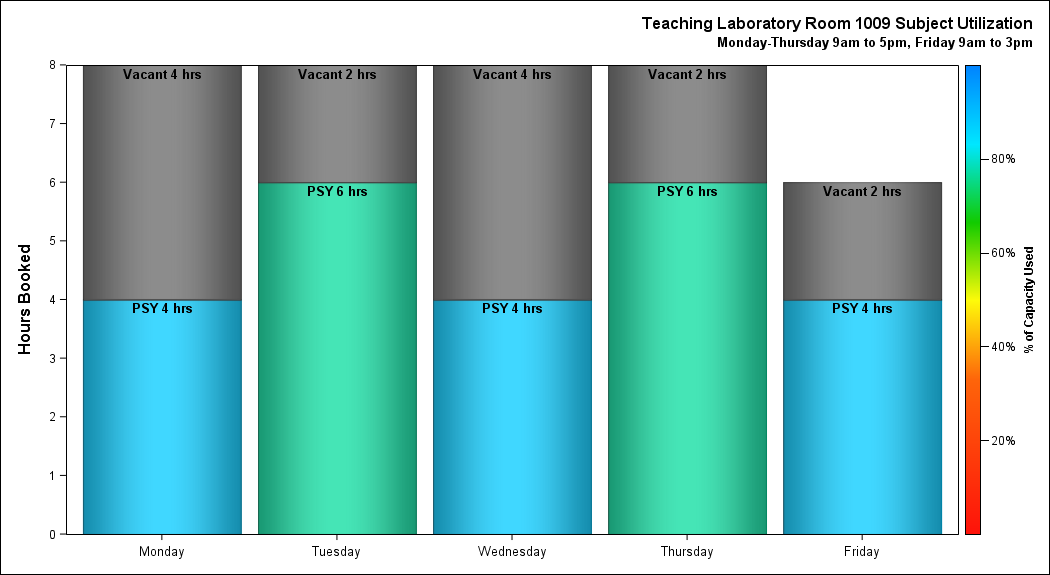 Teaching Laboratory Room 1009 Subject Utilization
Monday-Thursday 9am to 5pm, Friday 9am to 3pm
Hours Booked
8
7
6
5
4
3
2
1
0
Vacant 4 hrs
PSY 4 hrs
Vacant 2 hrs
PSY 6 hrs
Vacant 4 hrs
PSY 4 hrs
Vacant 2 hrs
PSY 6 hrs
Vacant 2 hrs
PSY 4 hrs
Monday
Tuesday
Wednesday
Thursday
Friday
80%
60%
40%
20%
% of Capacity Used